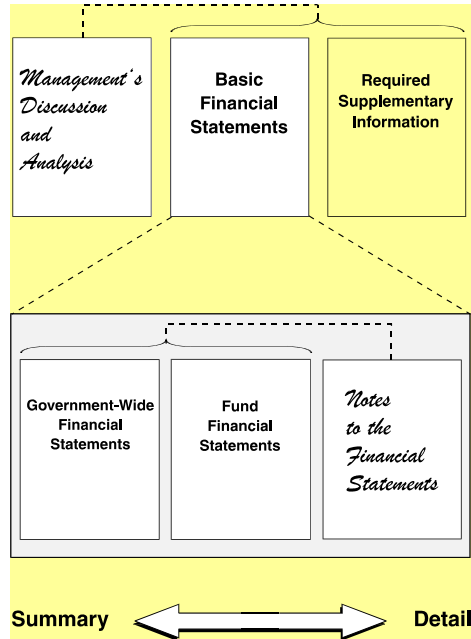 Management's
Discussion
and
Analysis
Basic
Financial
Statements
Required
Supplementary
Information
Government-Wide
Financial
Statements
Fund
Financial
Statements
Notes
to the
Financial
Statements
Summary
Detail